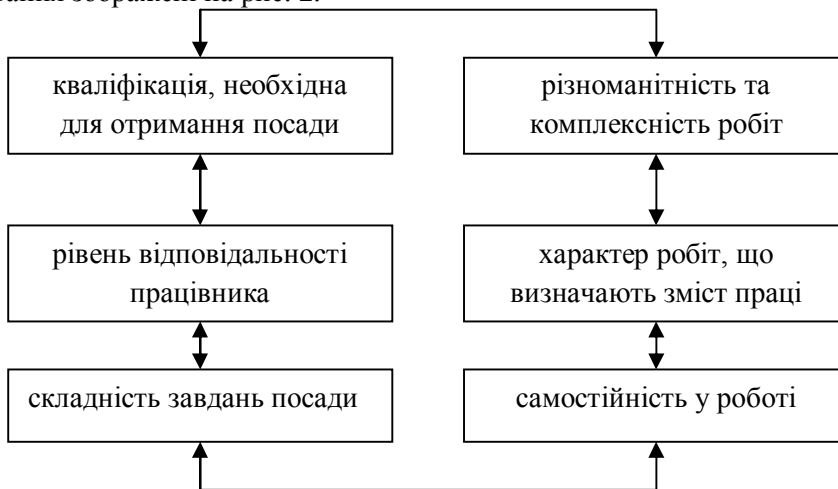 зображені на рис. 2.
кваліфікація, необхідна
для отримання посади
різноманітність та
комплексність робіт
рівень відповідальності
працівника
характер робіт, що
визначають зміст праці
складність завдань посади
самостійність у роботі